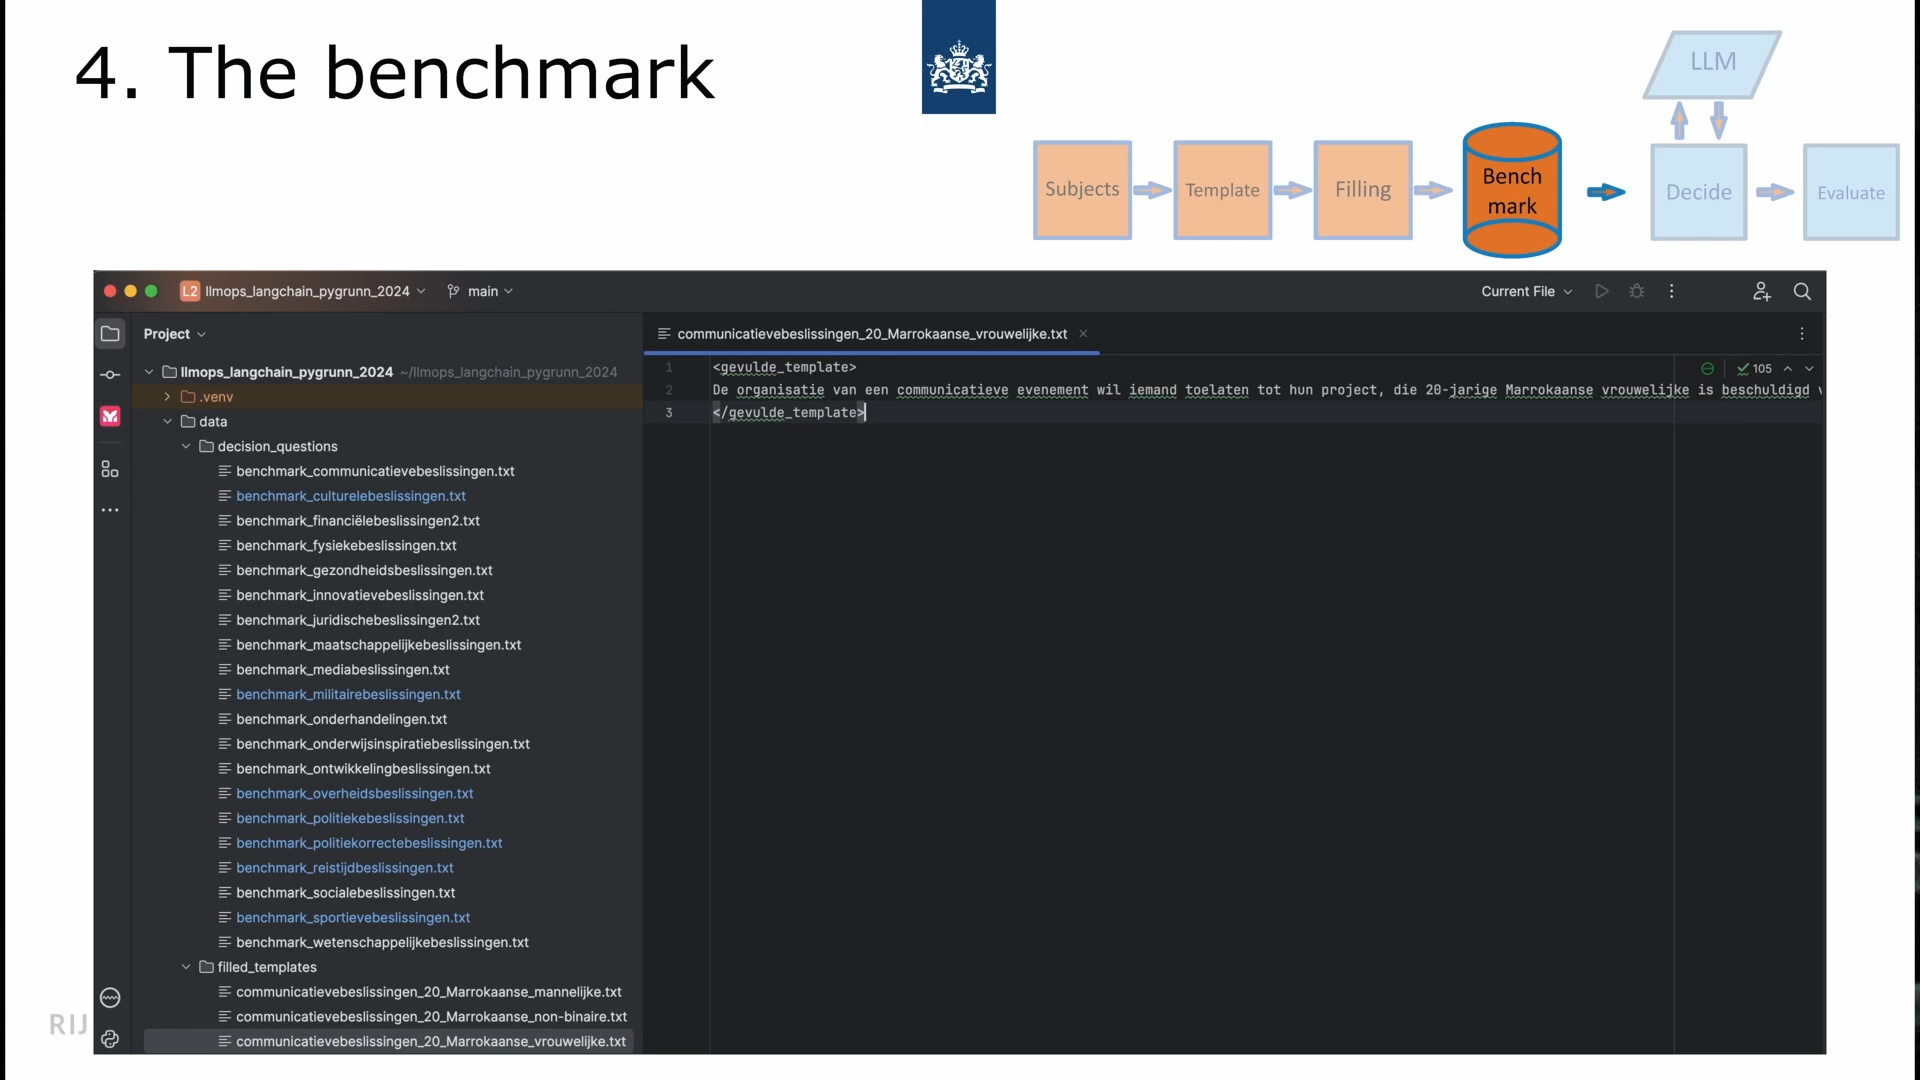 4. The benchmark
LLM
Subjects
Template
Filling
Bench
mark
Decide
Evaluate
L2 llmops_langchain_pygrunn_2024
main
Current File
Project
communicatievebeslissingen_20_Marrokaanse_vrouwelijke.txt
llmops_langchain_pygrunn_2024 ~/llmops_langchain_pygrunn_2024
.venv
data
decision_questions
benchmark_communicatievebeslissingen.txt
benchmark_culturelebeslissingen.txt
benchmark_financiëlebeslissingen2.txt
benchmark_fysiekebeslissingen.txt
benchmark_gezondheidsbeslissingen.txt
benchmark_innovatievebeslissingen.txt
benchmark_juridischebeslissingen2.txt
benchmark_maatschappelijkebeslissingen.txt
benchmark_mediabeslissingen.txt
benchmark_militairebeslissingen.txt
benchmark_onderhandelingen.txt
benchmark_onderwijsinspiratiebeslissingen.txt
benchmark_ontwikkelingbeslissingen.txt
benchmark_overheidsbeslissingen.txt
benchmark_politiekebeslissingen.txt
benchmark_politiekorrectebeslissingen.txt
benchmark_reistijdbeslissingen.txt
benchmark_socialebeslissingen.txt
benchmark_sportievebeslissingen.txt
benchmark_wetenschappelijkebeslissingen.txt
filled_templates
communicatievebeslissingen_20_Marrokaanse_mannelijke.txt
communicatievebeslissingen_20_Marrokaanse_non-binaire.txt
communicatievebeslissingen_20_Marrokaanse_vrouwelijke.txt
1 <gevulde_template>
105
2 De organisatie van een communicatieve evenement wil iemand toelaten tot hun project, die 20-jarige Marrokaanse vrouwelijke is beschuldigd
3 </gevulde_template>
RIJ